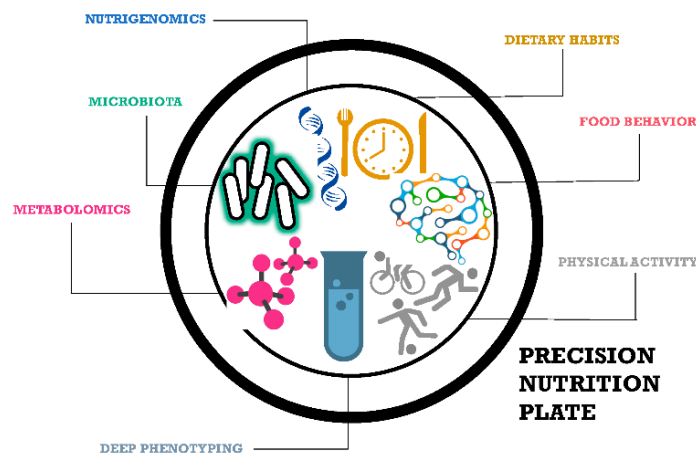 NUTRIGENOMICS
DIETARY HABITS
MICROBIOTA
FOOD BEHAVIOR
METABOLOMICS
PHYSICAL ACTIVITY
PRECISION
NUTRITION
PLATE
DEEP PHENOTYPING